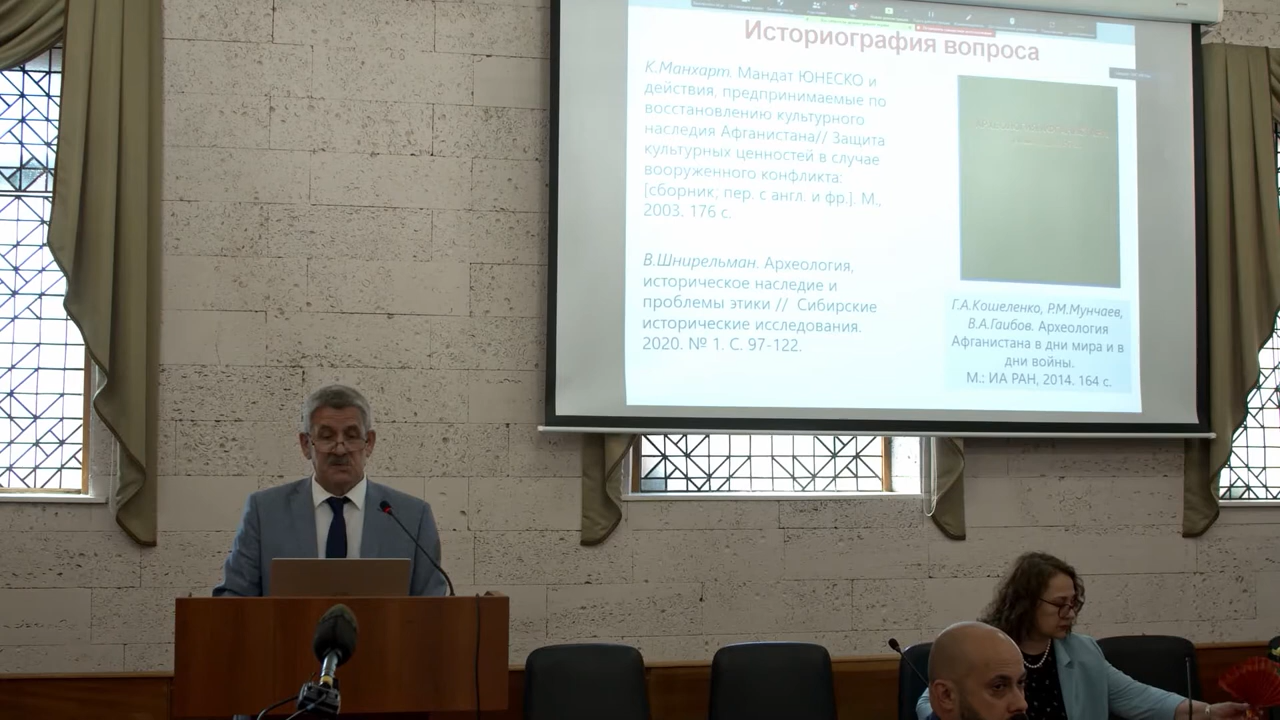 Историография вопроса
К.Манхарт. Мандат ЮНЕСКО и
действия, предпринимаемые по
восстановлению культурного
наследия Афганистана// Защита
культурных ценностей в случае
вооруженного конфликта:
[сборник; пер. с англ. и фр.]. М.,
2003. 176 с.
В.Шнирельман. Археология,
историческое наследие и
проблемы этики // Сибирские
исторические исследования.
2020. № 1. С. 97-122.
Г.А.Кошеленко, Р.М.Мунчаев,
В.А.Гаибов. Археология
Афганистана в дни мира и в
дни войны.
М.: ИА РАН, 2014. 164 с.